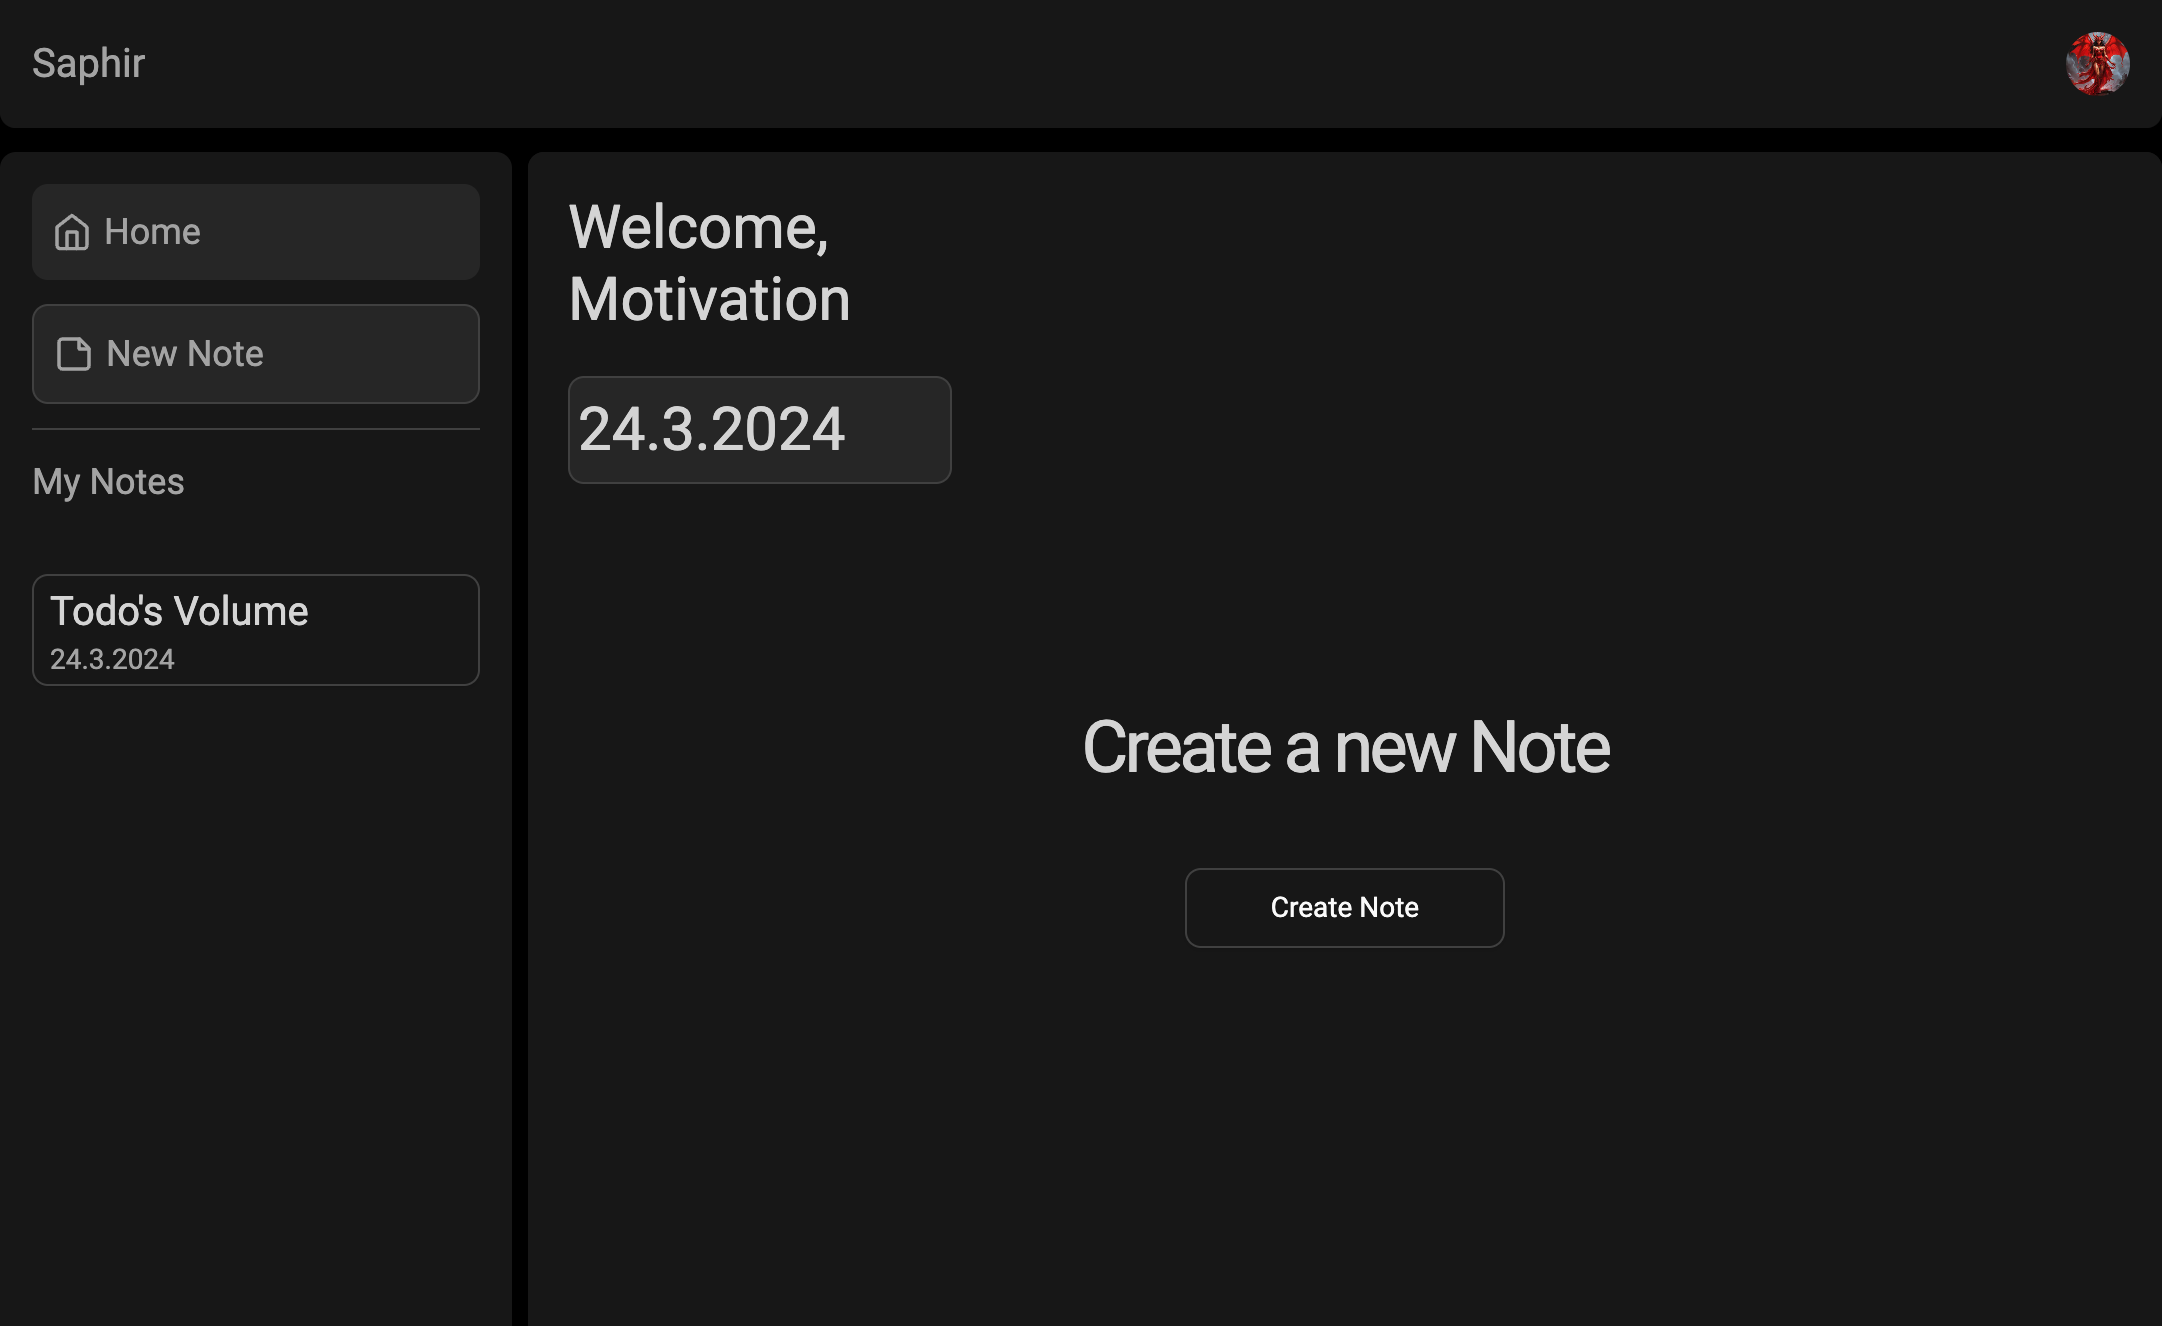 Saphir
Home
New Note
My Notes
Todo's Volume
24.3.2024
Welcome,
Motivation
24.3.2024
Create a new Note
Create Note